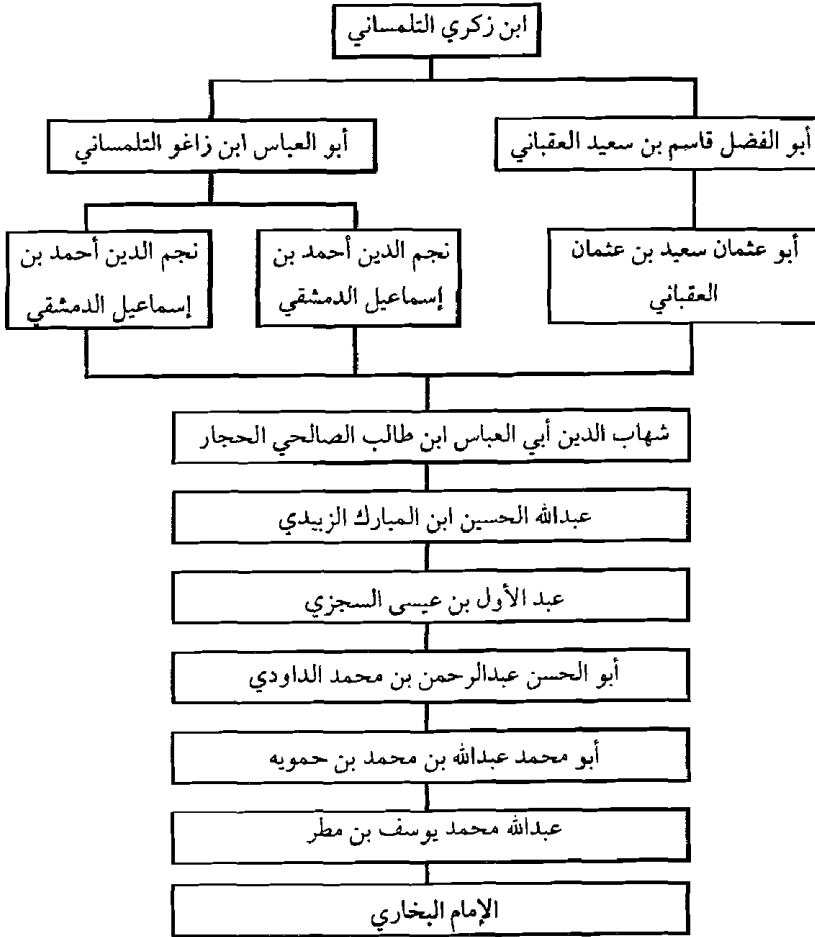 ابن زكري التلمساني
أبو الفضل قاسم بن سعيد العقباني
أبو العباس ابن زاغو التلمساني
أبو عثمان سعيد بن عثمان
العقباني
نجم الدين أحمد بن
إسماعيل الدمشقي
نجم الدين أحمد بن
إسماعيل الدمشقي
شهاب الدين أبي العباس ابن طالب الصالحي الحجار
عبدالله الحسين ابن المبارك الزبيدي
عبد الأول بن عيسى السجزي
أبو الحسن عبدالرحمن بن محمد الداودي
أبو محمد عبدالله بن محمد بن حمويه
عبدالله محمد يوسف بن مطر
الإمام البخاري